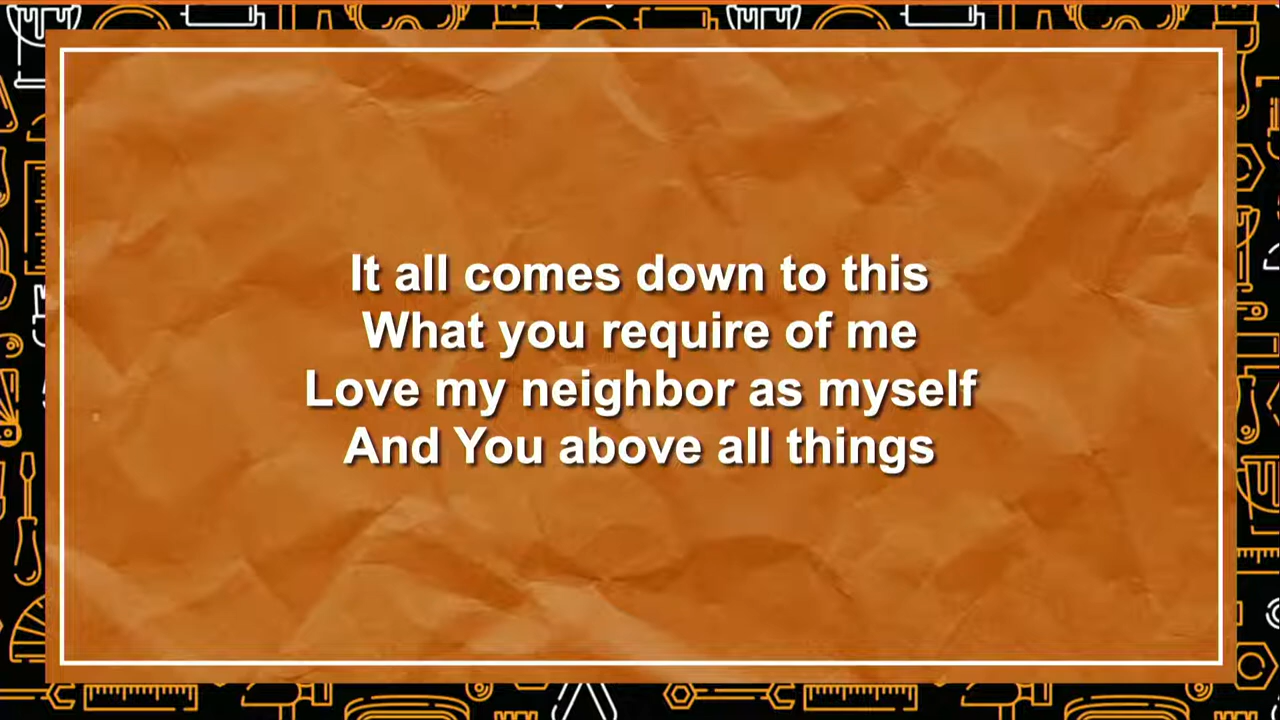 It all comes down to this
What you require of me
Love my neighbor as myself
And You above all things